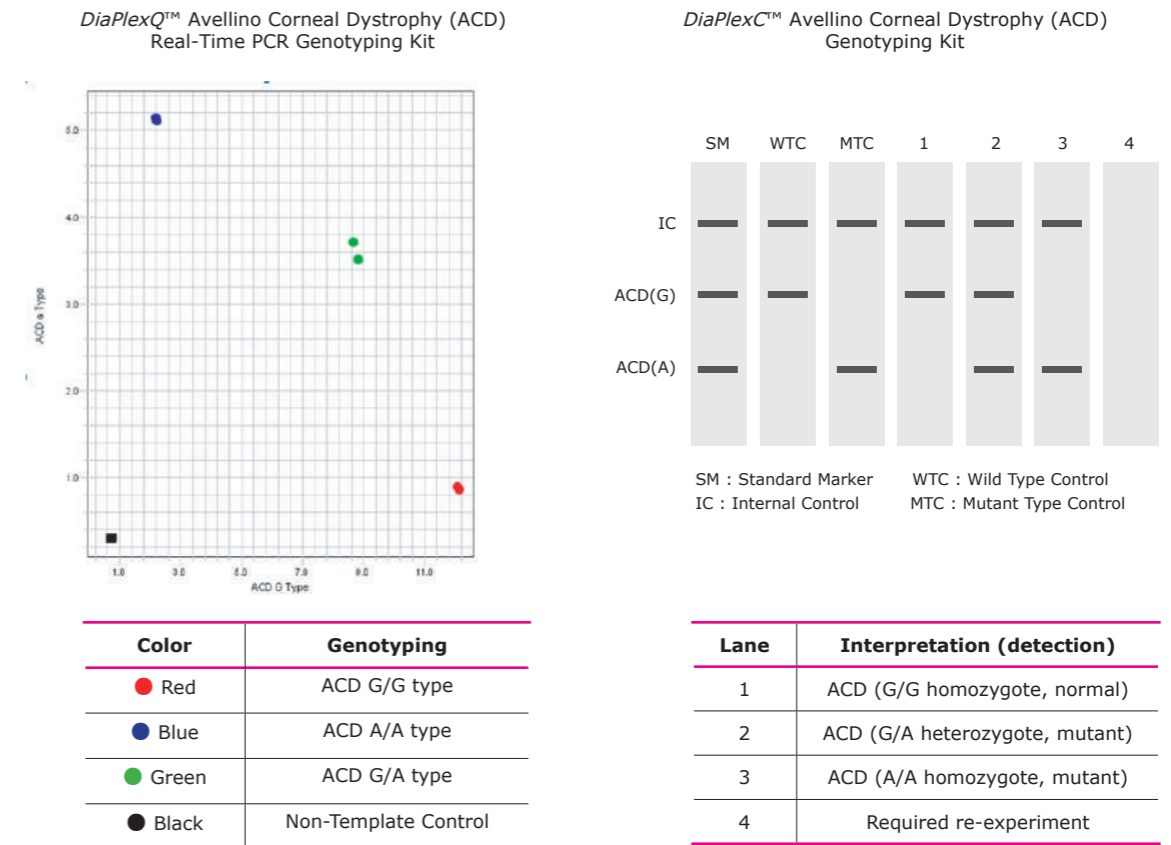 DiaPlexQ™ Avellino Corneal Dystrophy (ACD)
Real-Time PCR Genotyping Kit
5.0
4.0
3.0
2.0
1.0
ACD a Type
1.0 3.0 5.0 7.0 9.0 11.0
ACD G Type
Color Genotyping
Red ACD G/G type
Blue ACD A/A type
Green ACD G/A type
Black Non-Template Control
DiaPlexC™ Avellino Corneal Dystrophy (ACD)
Genotyping Kit
SM WTC MTC 1 2 3 4
IC
ACD(G)
ACD(A)
SM : Standard Marker WTC : Wild Type Control
IC : Internal Control MTC : Mutant Type Control
Lane Interpretation (detection)
1 ACD (G/G homozygote, normal)
2 ACD (G/A heterozygote, mutant)
3 ACD (A/A homozygote, mutant)
4 Required re-experiment